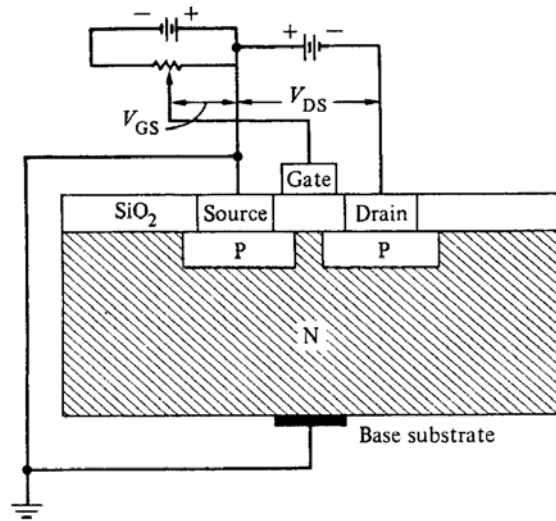 − +
+ −
V_GS
V_DS
Gate
SiO₂ Source Drain
P P
N
Base substrate